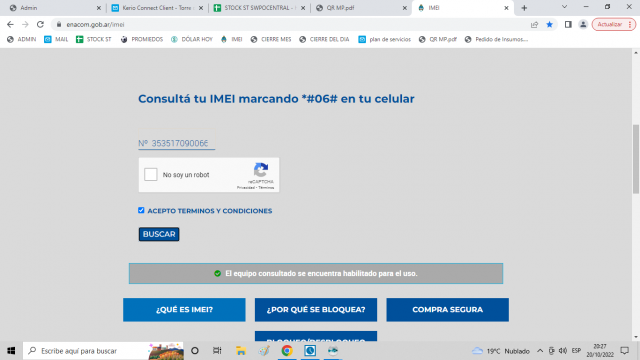 Admin
Kerio Connect Client - Torre
STOCK ST SWPOCENTRAL -
QR MP.pdf
IMEI
enacom.gob.ar/imei
Actualizar
ADMIN MAIL STOCK ST PROMIEDOS DÓLAR HOY IMEI CIERRE MES CIERRE DEL DIA plan de servicios QR MP.pdf Pedido de Insumos...
Consultá tu IMEI marcando *#06# en tu celular
Nº 353517090066
No soy un robot
reCAPTCHA
Privacidad - Términos
ACEPTO TERMINOS Y CONDICIONES
BUSCAR
El equipo consultado se encuentra habilitado para el uso.
¿QUÉ ES IMEI? ¿POR QUÉ SE BLOQUEA? COMPRA SEGURA
BLOQUEO/DESBLOQUEO
Escribe aquí para buscar
19°C Nublado
ESP
20:27
20/10/2022